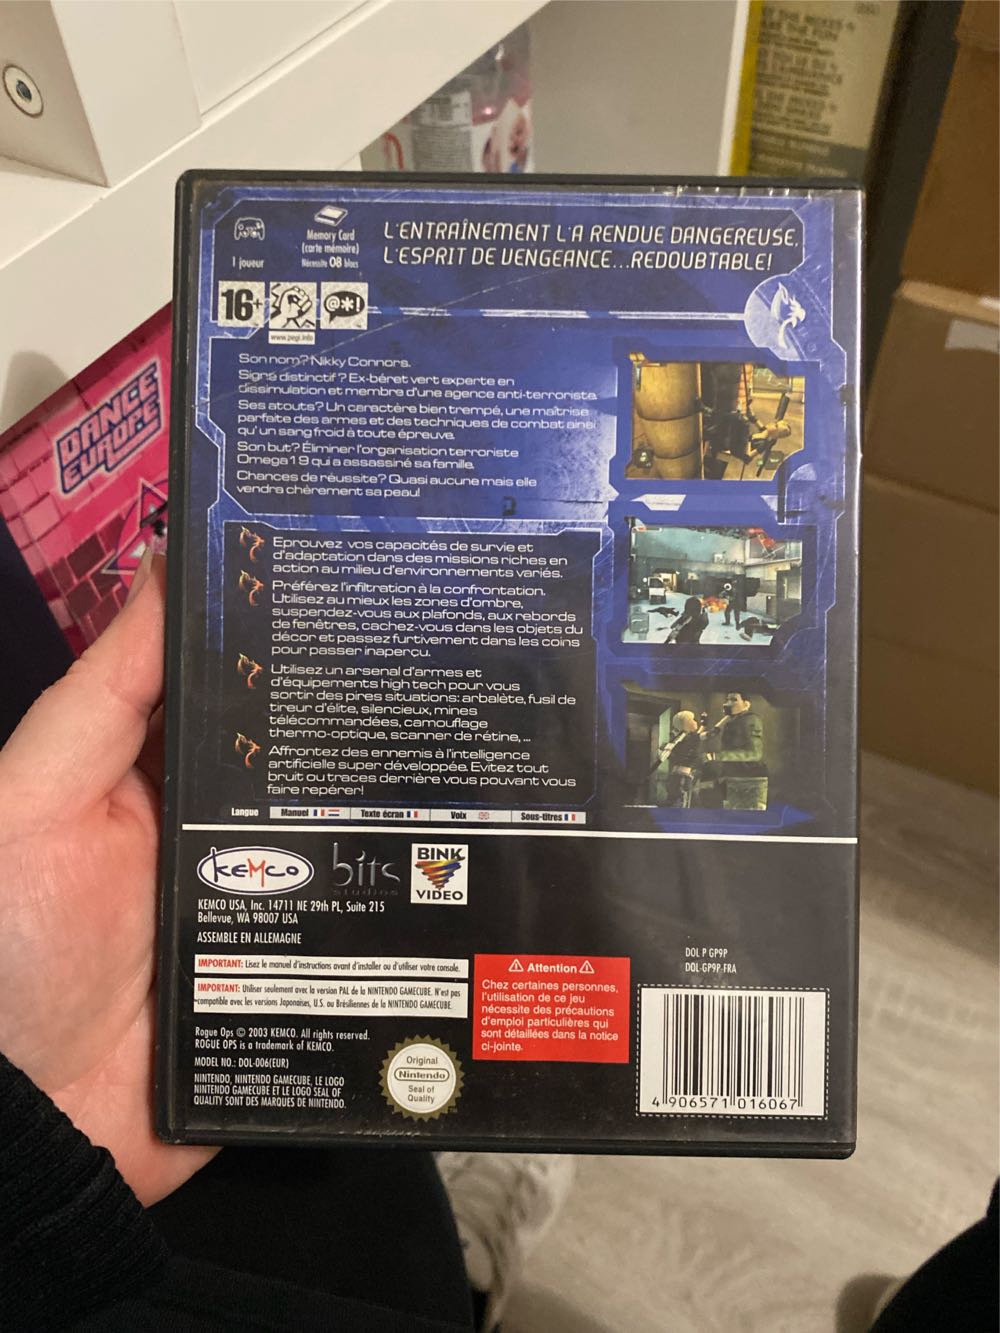 L'ENTRAÎNEMENT L'A RENDUE DANGEREUSE,
L'ESPRIT DE VENGEANCE...REDOUBTABLE!
1 joueur
Memory Card
(carte mémoire)
Nécessite 08 blocs
16+
@*!
www.pegi.info
Son nom? Nikky Connors.
Signe distinctif ? Ex-béret vert experte en
dissimulation et membre d'une agence anti-terroriste.
Ses atouts? Un caractère bien trempé, une maîtrise
parfaite des armes et des techniques de combat ainsi
qu'un sang froid à toute épreuve.
Son but? Éliminer l'organisation terroriste
Omega19 qui a assassiné sa famille.
Chances de réussite? Quasi aucune mais elle
vendra chèrement sa peau!
Eprouvez vos capacités de survie et
d'adaptation dans des missions riches en
action au milieu d'environnements variés.
Préférez l'infiltration à la confrontation.
Utilisez au mieux les zones d'ombre,
suspendez-vous aux plafonds, aux rebords
de fenêtres, cachez-vous dans les objets du
décor et passez furtivement dans les coins
pour passer inaperçu.
Utilisez un arsenal d'armes et
d'équipements high tech pour vous
sortir des pires situations: arbalète, fusil de
tireur d'élite, silencieux, mines
télécommandées, camouflage
thermo-optique, scanner de rétine, ...
Affrontez des ennemis à l'intelligence
artificielle super développée. Evitez tout
bruit ou traces derrière vous pouvant vous
faire repérer!
Langue Manuel Texte écran Voix Sous-titres
KEMCO bits studios BINK VIDEO
KEMCO USA, Inc. 14711 NE 29th PL, Suite 215
Bellevue, WA 98007 USA
ASSEMBLE EN ALLEMAGNE
IMPORTANT: Lisez le manuel d'instructions avant d'installer ou d'utiliser votre console.
IMPORTANT: Utiliser seulement avec la version PAL de la NINTENDO GAMECUBE. N'est pas
compatible avec les versions Japonaises, U.S. ou Brésiliennes de la NINTENDO GAMECUBE.
Rogue Ops © 2003 KEMCO. All rights reserved.
ROGUE OPS is a trademark of KEMCO.
MODEL NO.: DOL-006(EUR)
NINTENDO, NINTENDO GAMECUBE, LE LOGO
NINTENDO GAMECUBE ET LE LOGO SEAL OF
QUALITY SONT DES MARQUES DE NINTENDO.
Original
Nintendo
Seal of
Quality
TM
Attention
Chez certaines personnes,
l'utilisation de ce jeu
nécessite des précautions
d'emploi particulières qui
sont détaillées dans la notice
ci-jointe.
DOL P GP9P
DOL-GP9P-FRA
4 906571 016067
DANCE
EUROPE